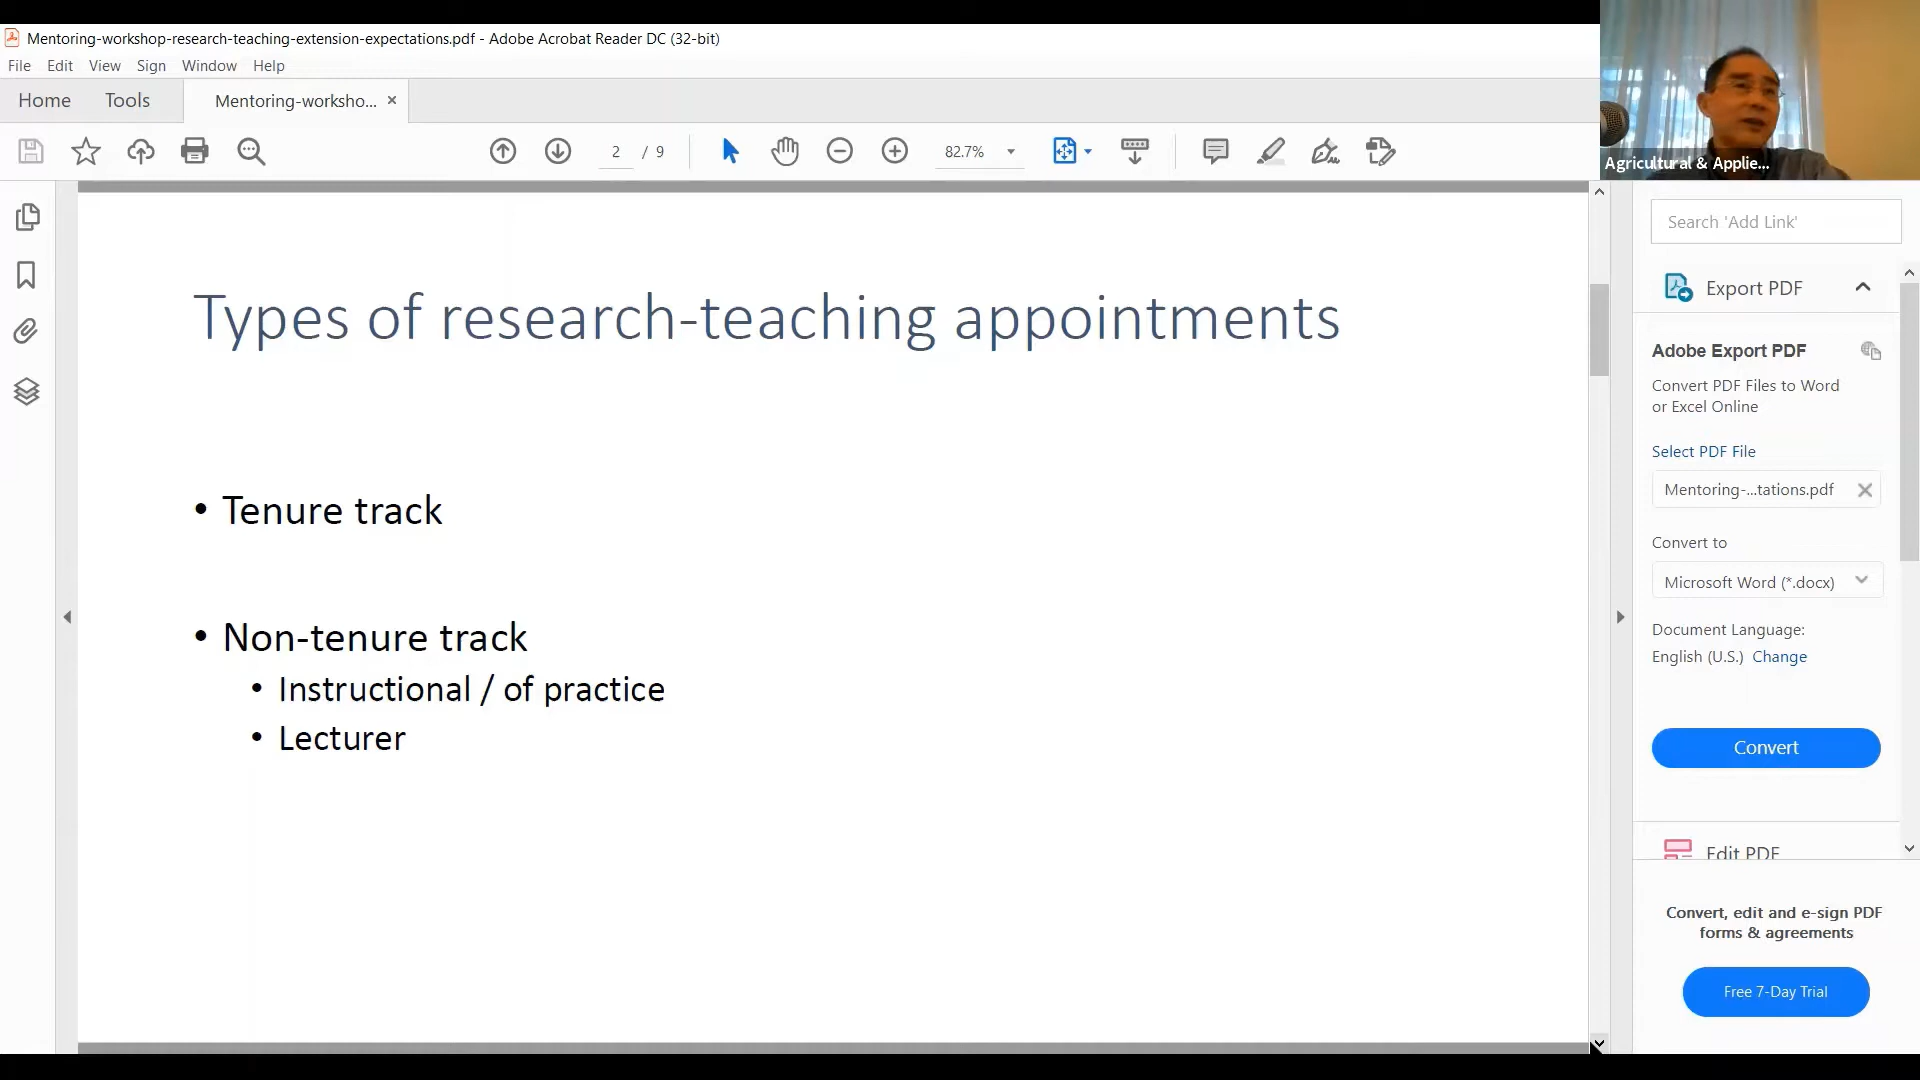 Mentoring-workshop-research-teaching-extension-expectations.pdf - Adobe Acrobat Reader DC (32-bit)
File Edit View Sign Window Help
Home Tools Mentoring-worksho... ×
2 / 9 82.7%
Agricultural & Applie...
Types of research-teaching appointments
• Tenure track
• Non-tenure track
• Instructional / of practice
• Lecturer
Search 'Add Link'
Export PDF
Adobe Export PDF
Convert PDF Files to Word
or Excel Online
Select PDF File
Mentoring-...tations.pdf
Convert to
Microsoft Word (*.docx)
Document Language:
English (U.S.) Change
Convert
Edit PDF
Convert, edit and e-sign PDF
forms & agreements
Free 7-Day Trial